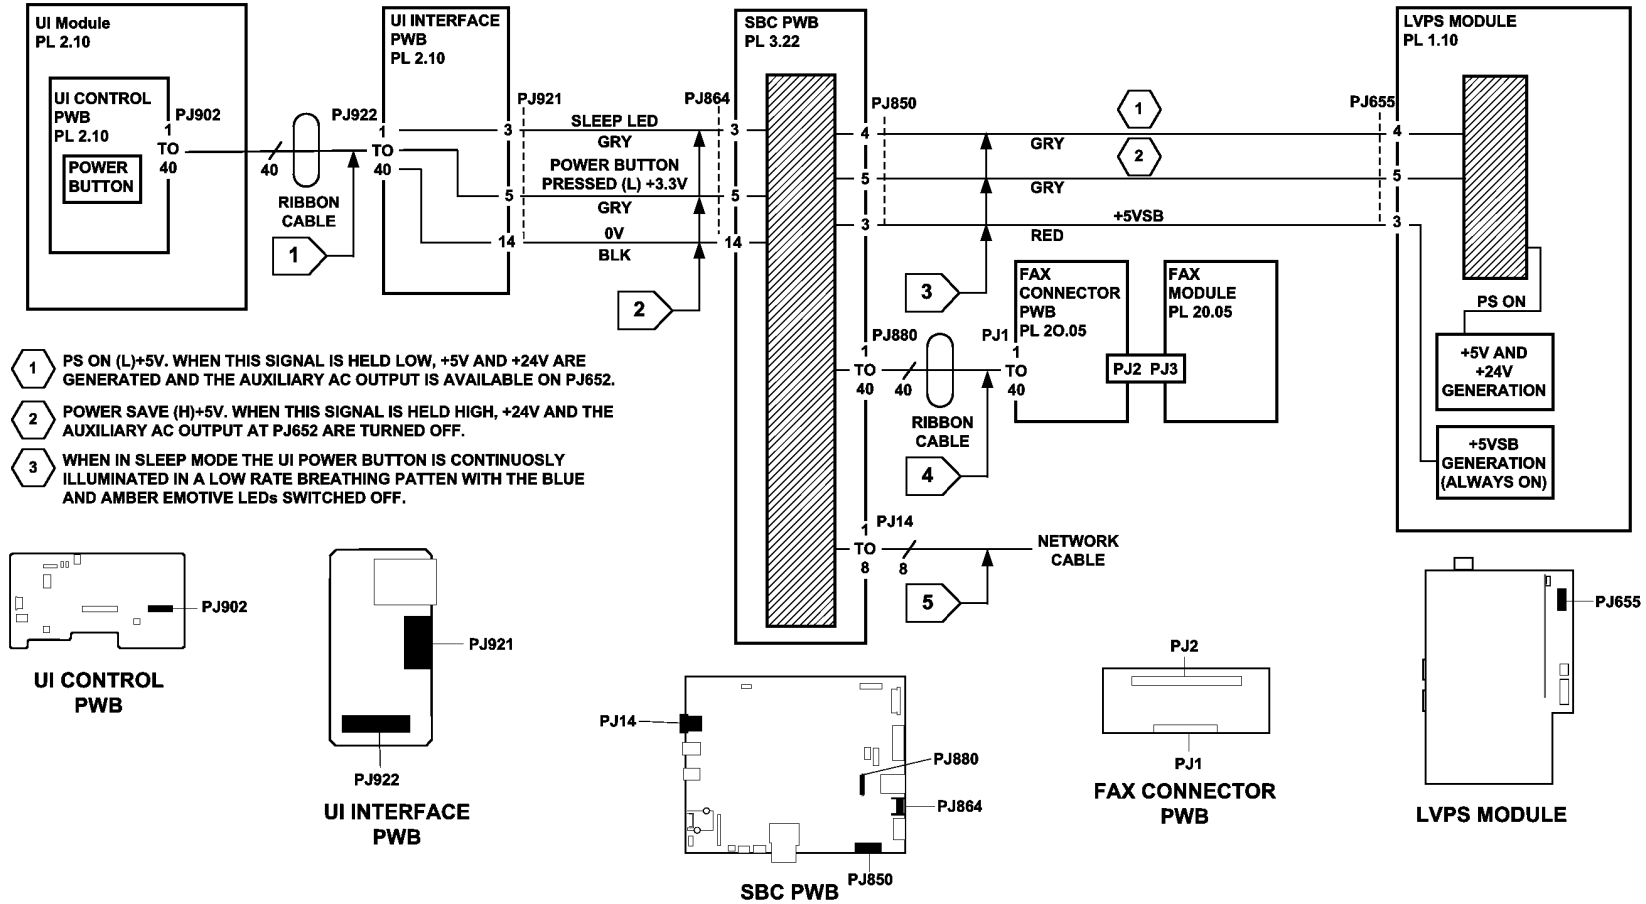 UI Module
PL 2.10
UI CONTROL
PWB
PL 2.10
POWER
BUTTON
PJ902
1
TO
40
40
RIBBON
CABLE
1
PJ922
1
TO
40
UI INTERFACE
PWB
PL 2.10
PJ921
3
5
14
SLEEP LED
GRY
POWER BUTTON
PRESSED (L) +3.3V
GRY
0V
BLK
2
PJ864
3
5
14
SBC PWB
PL 3.22
PJ850
4
5
3
1
GRY
2
GRY
+5VSB
RED
3
PJ655
4
5
3
LVPS MODULE
PL 1.10
PS ON
+5V AND
+24V
GENERATION
+5VSB
GENERATION
(ALWAYS ON)
PJ880
1
TO
40
40
RIBBON
CABLE
4
PJ1
1
TO
40
FAX
CONNECTOR
PWB
PL 2O.05
PJ2
PJ3
FAX
MODULE
PL 20.05
PJ14
1
TO
8
8
NETWORK
CABLE
5
1
PS ON (L)+5V. WHEN THIS SIGNAL IS HELD LOW, +5V AND +24V ARE
GENERATED AND THE AUXILIARY AC OUTPUT IS AVAILABLE ON PJ652.
2
POWER SAVE (H)+5V. WHEN THIS SIGNAL IS HELD HIGH, +24V AND THE
AUXILIARY AC OUTPUT AT PJ652 ARE TURNED OFF.
3
WHEN IN SLEEP MODE THE UI POWER BUTTON IS CONTINUOSLY
ILLUMINATED IN A LOW RATE BREATHING PATTEN WITH THE BLUE
AND AMBER EMOTIVE LEDs SWITCHED OFF.
PJ902
UI CONTROL
PWB
PJ921
PJ922
UI INTERFACE
PWB
PJ14
PJ880
PJ864
PJ850
SBC PWB
PJ2
PJ1
FAX CONNECTOR
PWB
PJ655
LVPS MODULE